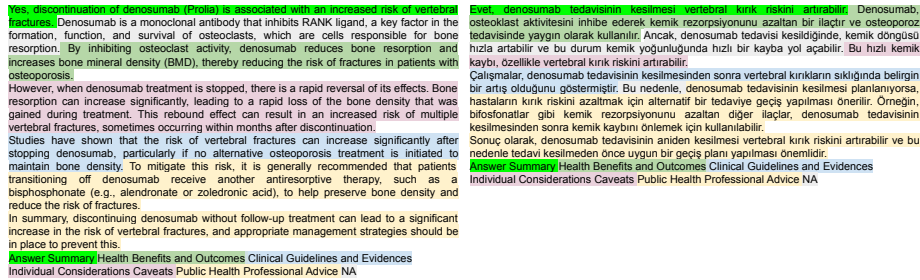 Yes, discontinuation of denosumab (Prolia) is associated with an increased risk of vertebral
fractures. Denosumab is a monoclonal antibody that inhibits RANK ligand, a key factor in the
formation, function, and survival of osteoclasts, which are cells responsible for bone
resorption. By inhibiting osteoclast activity, denosumab reduces bone resorption and
increases bone mineral density (BMD), thereby reducing the risk of fractures in patients with
osteoporosis.
However, when denosumab treatment is stopped, there is a rapid reversal of its effects. Bone
resorption can increase significantly, leading to a rapid loss of the bone density that was
gained during treatment. This rebound effect can result in an increased risk of multiple
vertebral fractures, sometimes occurring within months after discontinuation.
Studies have shown that the risk of vertebral fractures can increase significantly after
stopping denosumab, particularly if no alternative osteoporosis treatment is initiated to
maintain bone density. To mitigate this risk, it is generally recommended that patients
transitioning off denosumab receive another antiresorptive therapy, such as a
bisphosphonate (e.g., alendronate or zoledronic acid), to help preserve bone density and
reduce the risk of fractures.
In summary, discontinuing denosumab without follow-up treatment can lead to a significant
increase in the risk of vertebral fractures, and appropriate management strategies should be
in place to prevent this.
Answer Summary Health Benefits and Outcomes Clinical Guidelines and Evidences
Individual Considerations Caveats Public Health Professional Advice NA
Evet, denosumab tedavisinin kesilmesi vertebral kırık riskini artırabilir. Denosumab,
osteoklast aktivitesini inhibe ederek kemik rezorpsiyonunu azaltan bir ilaçtır ve osteoporoz
tedavisinde yaygın olarak kullanılır. Ancak, denosumab tedavisi kesildiğinde, kemik döngüsü
hızla artabilir ve bu durum kemik yoğunluğunda hızlı bir kayba yol açabilir. Bu hızlı kemik
kaybı, özellikle vertebral kırık riskini artırabilir.
Çalışmalar, denosumab tedavisinin kesilmesinden sonra vertebral kırıkların sıklığında belirgin
bir artış olduğunu göstermiştir. Bu nedenle, denosumab tedavisinin kesilmesi planlanıyorsa,
hastaların kırık riskini azaltmak için alternatif bir tedaviye geçiş yapılması önerilir. Örneğin,
bifosfonatlar gibi kemik rezorpsiyonunu azaltan diğer ilaçlar, denosumab tedavisinin
kesilmesinden sonra kemik kaybını önlemek için kullanılabilir.
Sonuç olarak, denosumab tedavisinin aniden kesilmesi vertebral kırık riskini artırabilir ve bu
nedenle tedavi kesilmeden önce uygun bir geçiş planı yapılması önemlidir.
Answer Summary Health Benefits and Outcomes Clinical Guidelines and Evidences
Individual Considerations Caveats Public Health Professional Advice NA